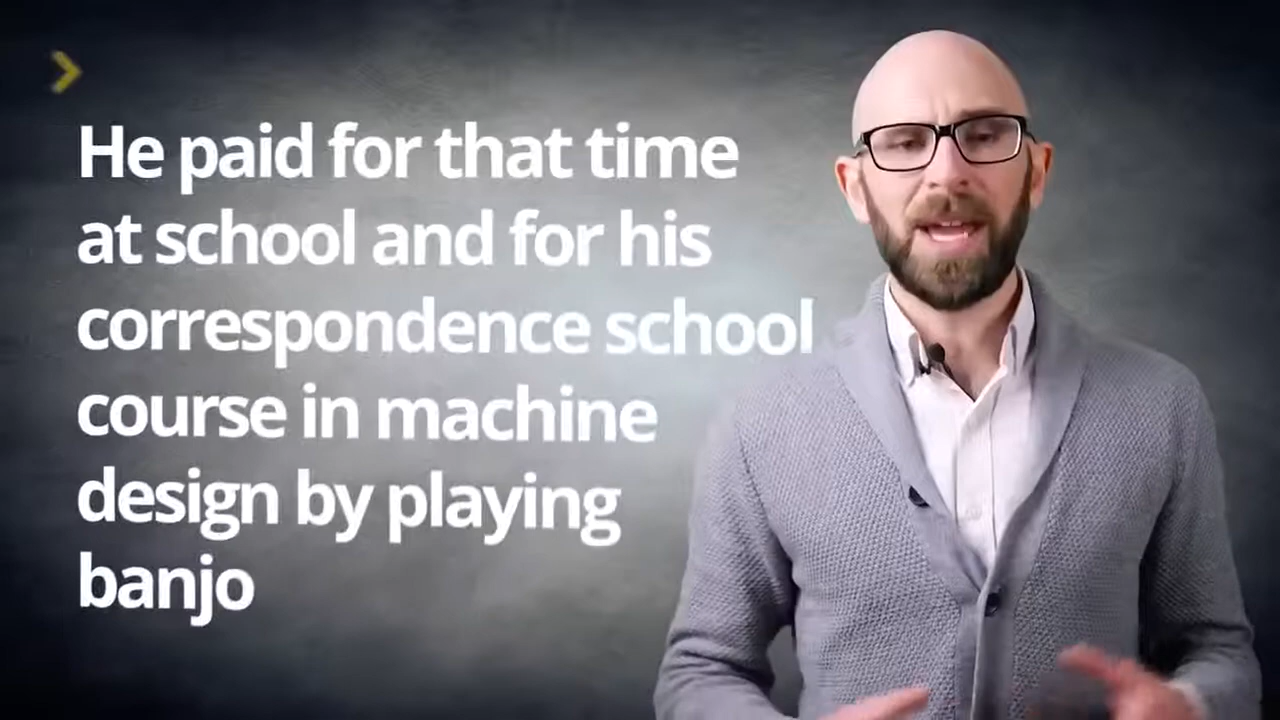 He paid for that time
at school and for his
correspondence school
course in machine
design by playing
banjo